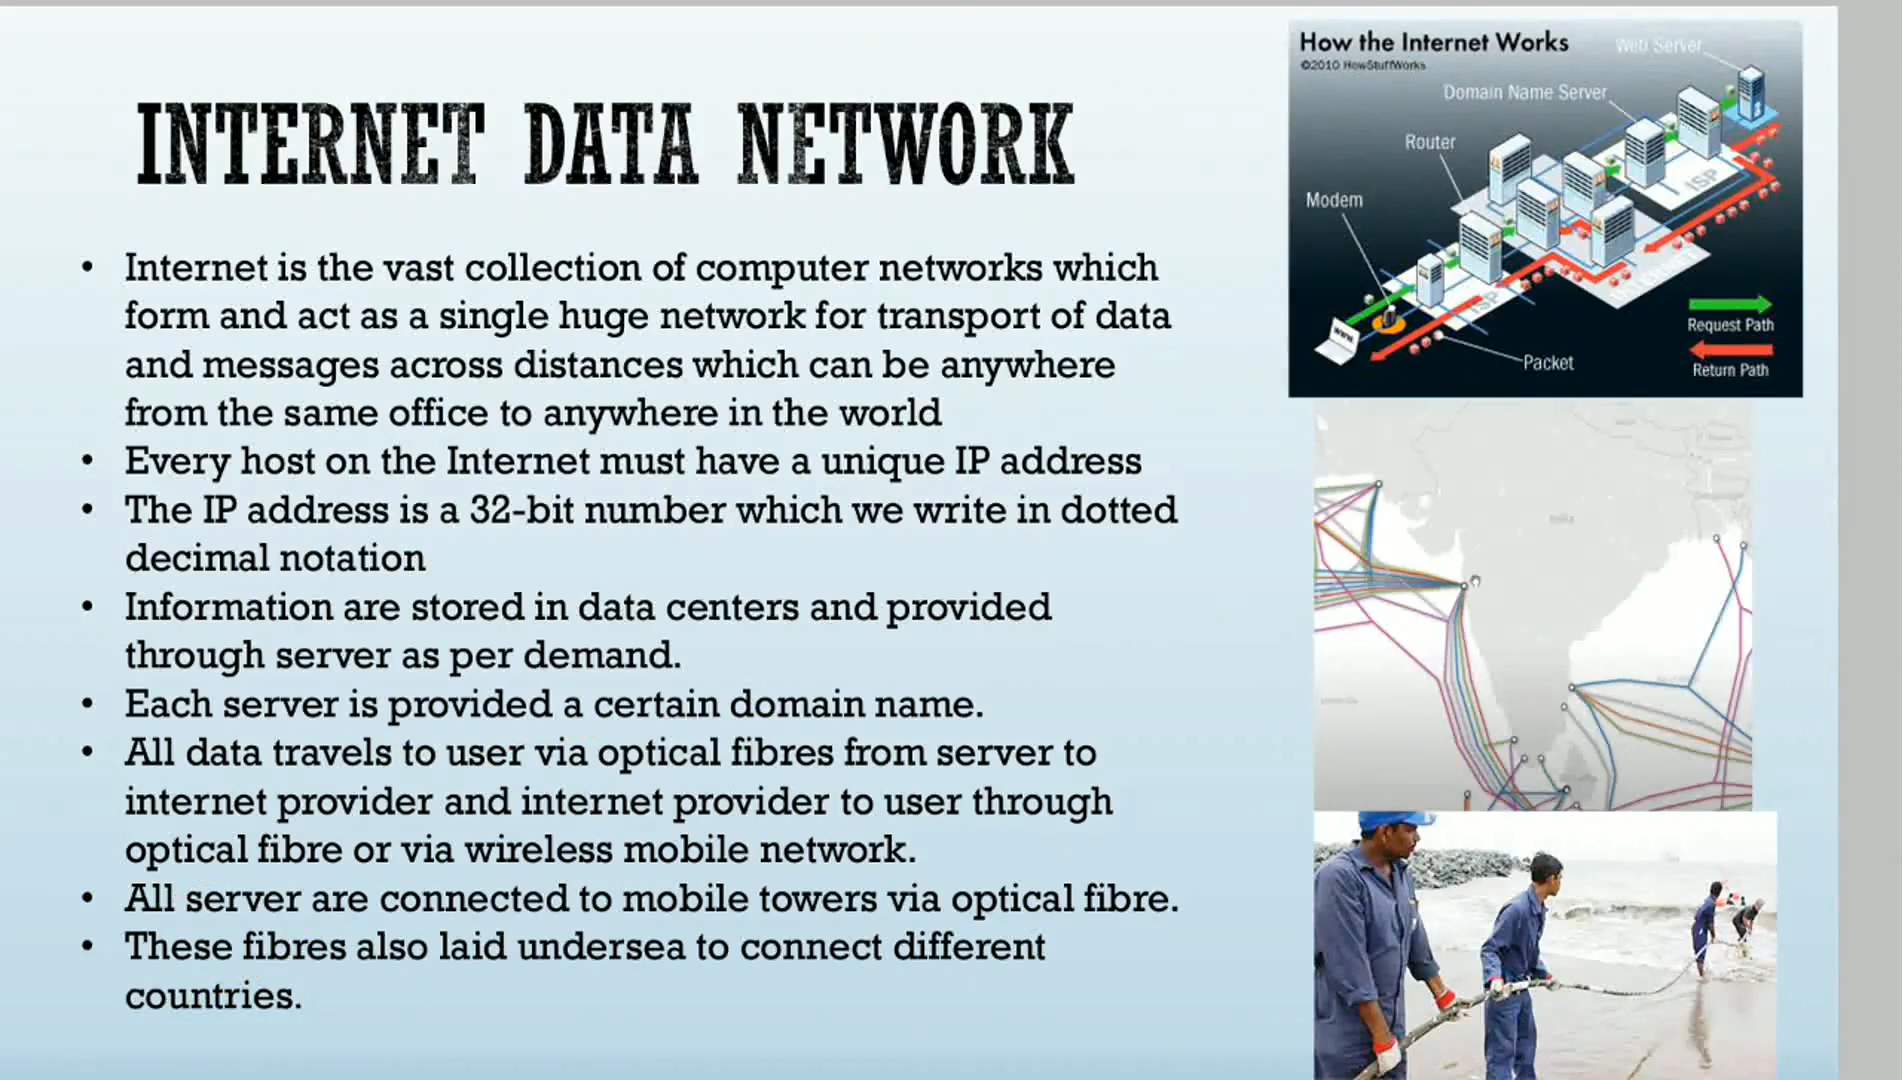 INTERNET DATA NETWORK
• Internet is the vast collection of computer networks which
form and act as a single huge network for transport of data
and messages across distances which can be anywhere
from the same office to anywhere in the world
• Every host on the Internet must have a unique IP address
• The IP address is a 32-bit number which we write in dotted
decimal notation
• Information are stored in data centers and provided
through server as per demand.
• Each server is provided a certain domain name.
• All data travels to user via optical fibres from server to
internet provider and internet provider to user through
optical fibre or via wireless mobile network.
• All server are connected to mobile towers via optical fibre.
• These fibres also laid undersea to connect different
countries.
How the Internet Works
©2010 HowStuffWorks
Web Server
Domain Name Server
Router
Modem
ISP
INTERNET
ISP
WWW
Request Path
Return Path
Packet
India